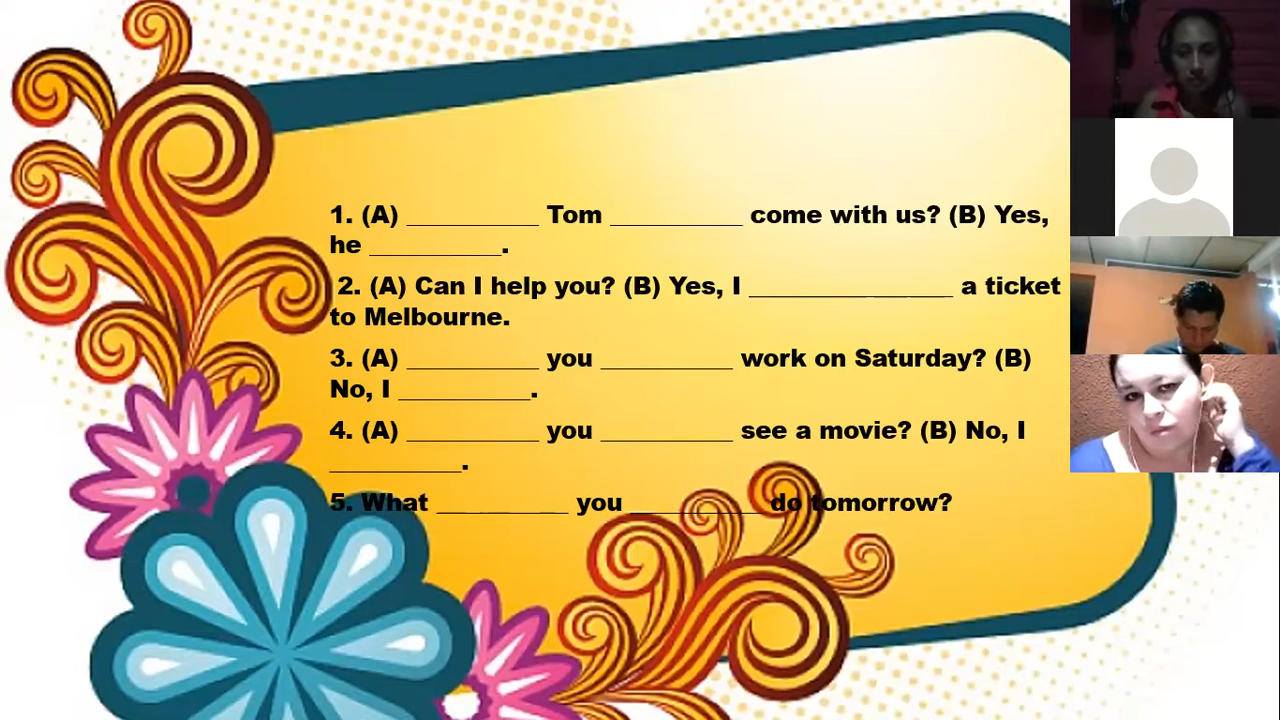 1. (A) __________ Tom __________ come with us? (B) Yes,
he __________.
2. (A) Can I help you? (B) Yes, I _______________ a ticket
to Melbourne.
3. (A) __________ you __________ work on Saturday? (B)
No, I __________.
4. (A) __________ you __________ see a movie? (B) No, I
__________.
5. What __________ you __________ do tomorrow?